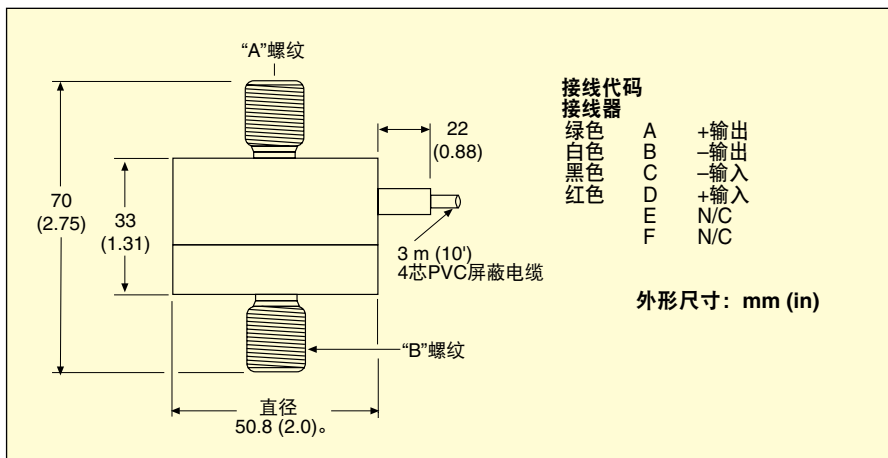 “A”螺纹
22
(0.88)
70
(2.75)
33
(1.31)
3 m (10')
4芯PVC屏蔽电缆
“B”螺纹
直径
50.8 (2.0)。
接线代码
接线器
绿色 A +输出
白色 B –输出
黑色 C –输入
红色 D +输入
E N/C
F N/C
外形尺寸：mm (in)